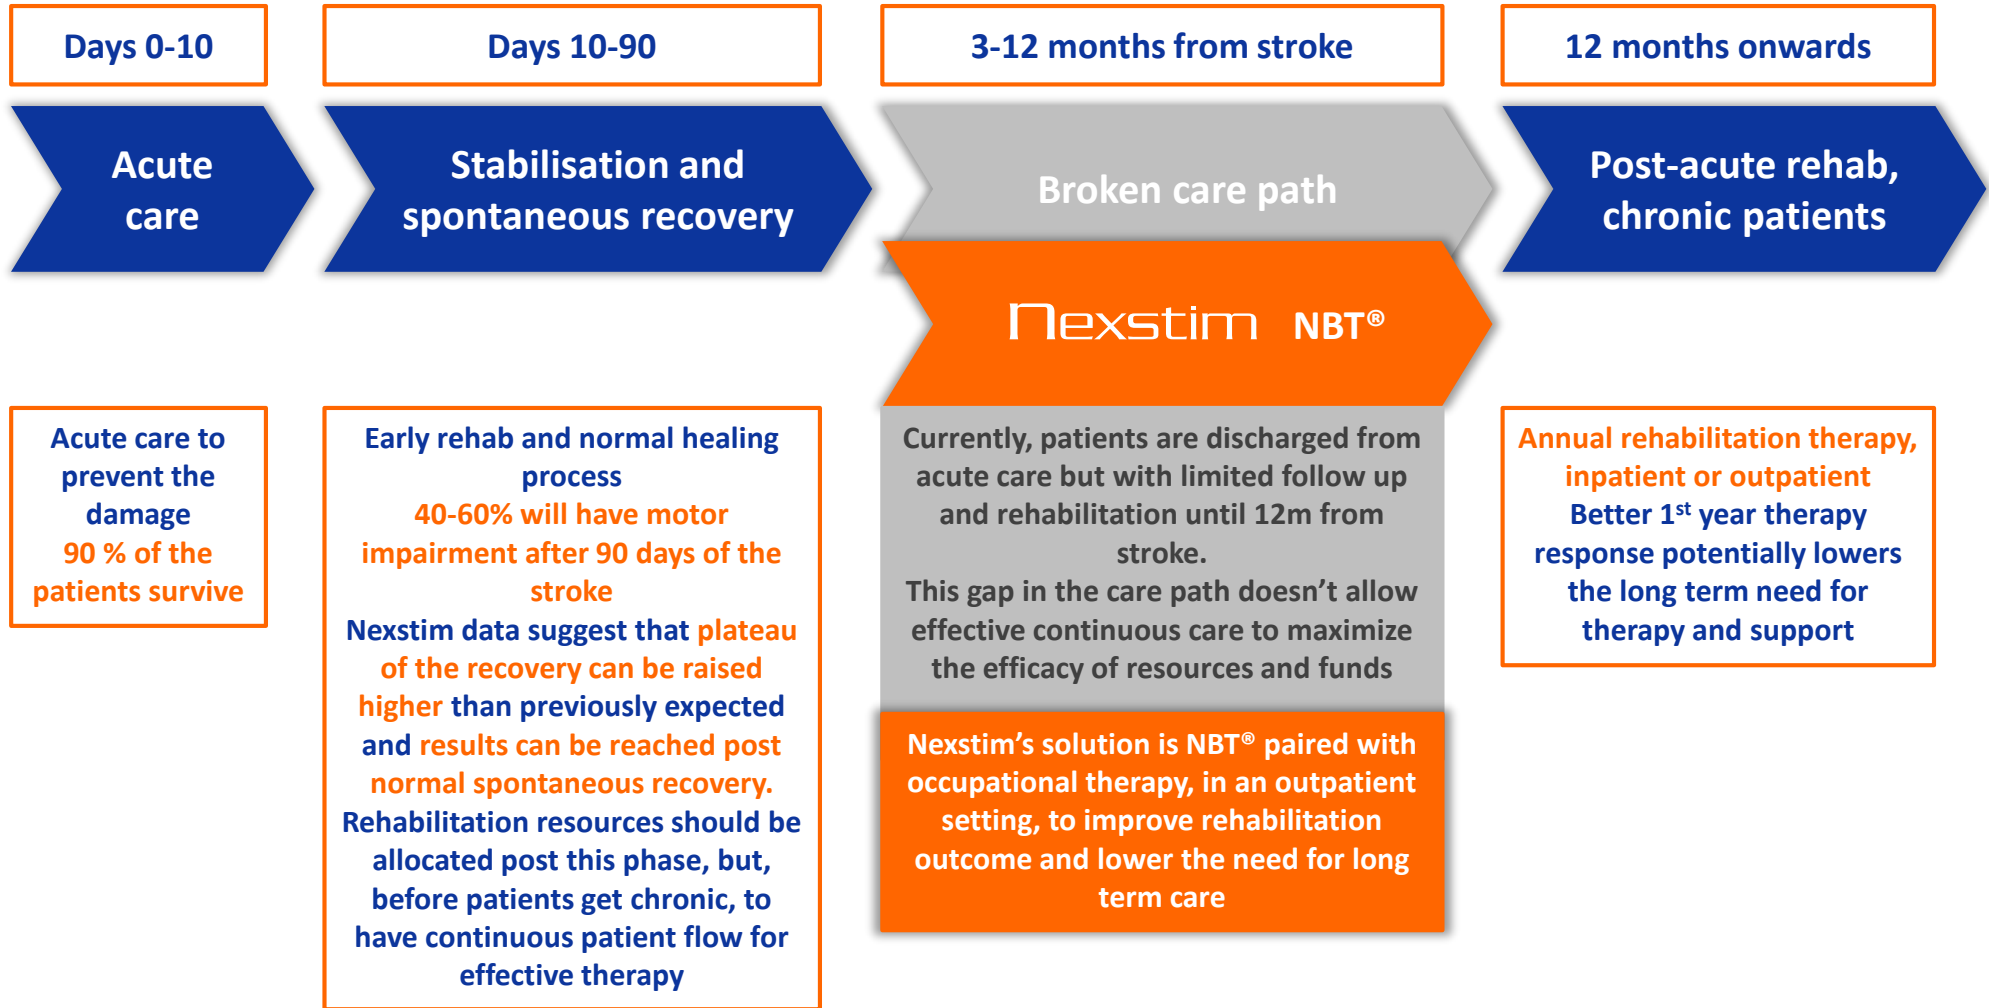 Days 0-10
Days 10-90
3-12 months from stroke
12 months onwards
Acute
care
Stabilisation and
spontaneous recovery
Broken care path
Post-acute rehab,
chronic patients
nexstim NBT®
Acute care to
prevent the
damage
90 % of the
patients survive
Early rehab and normal healing
process
40-60% will have motor
impairment after 90 days of the
stroke
Nexstim data suggest that plateau
of the recovery can be raised
higher than previously expected
and results can be reached post
normal spontaneous recovery.
Rehabilitation resources should be
allocated post this phase, but,
before patients get chronic, to
have continuous patient flow for
effective therapy
Currently, patients are discharged from
acute care but with limited follow up
and rehabilitation until 12m from
stroke.
This gap in the care path doesn’t allow
effective continuous care to maximize
the efficacy of resources and funds
Nexstim’s solution is NBT® paired with
occupational therapy, in an outpatient
setting, to improve rehabilitation
outcome and lower the need for long
term care
Annual rehabilitation therapy,
inpatient or outpatient
Better 1st year therapy
response potentially lowers
the long term need for
therapy and support